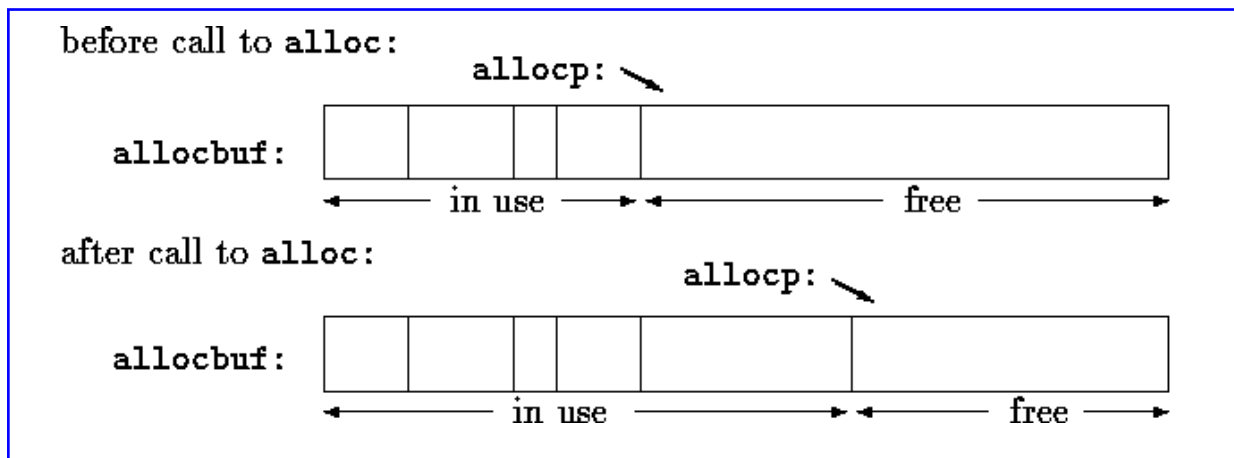 before call to alloc:
allocp:
allocbuf:
in use
free
after call to alloc:
allocp:
allocbuf:
in use
free